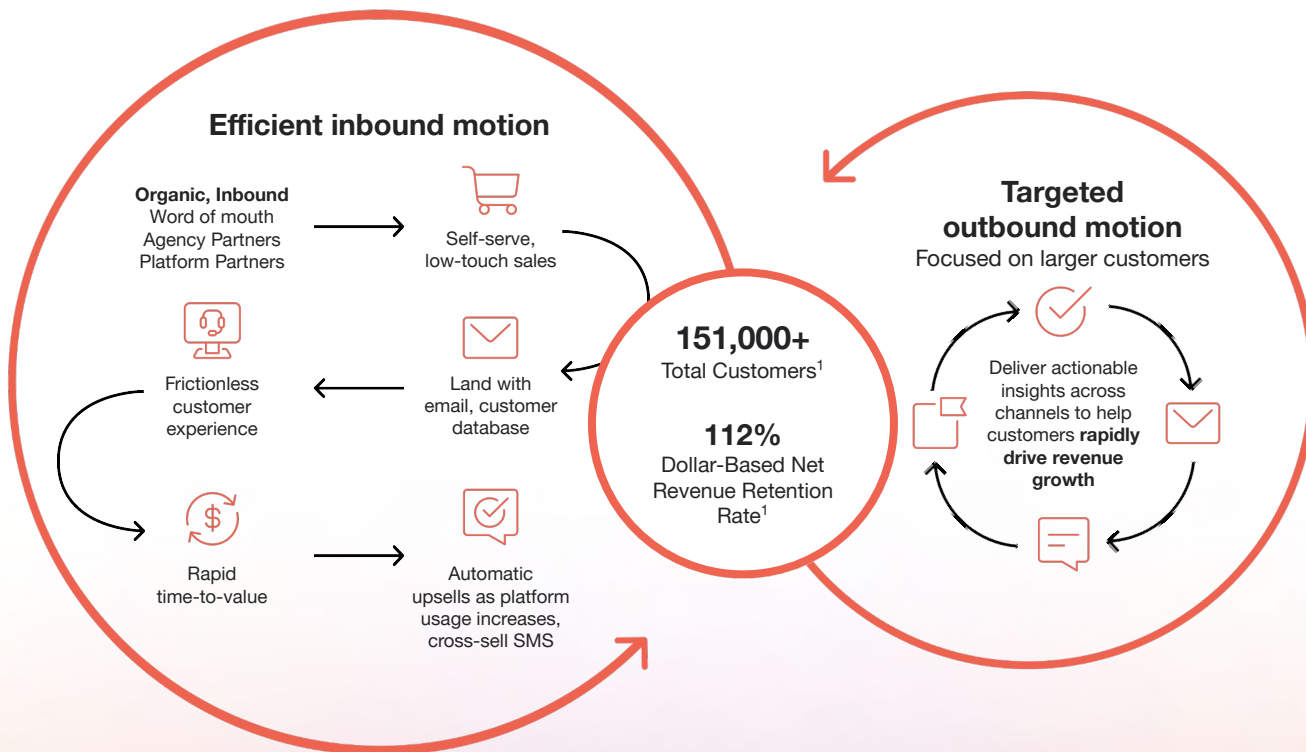 Efficient inbound motion
Organic, Inbound
Word of mouth
Agency Partners
Platform Partners
Self-serve,
low-touch sales
Land with
email, customer
database
Frictionless
customer
experience
$
Rapid
time-to-value
Automatic
upsells as platform
usage increases,
cross-sell SMS
151,000+
Total Customers¹
112%
Dollar-Based Net
Revenue Retention
Rate¹
Targeted
outbound motion
Focused on larger customers
Deliver actionable
insights across
channels to help
customers rapidly
drive revenue
growth